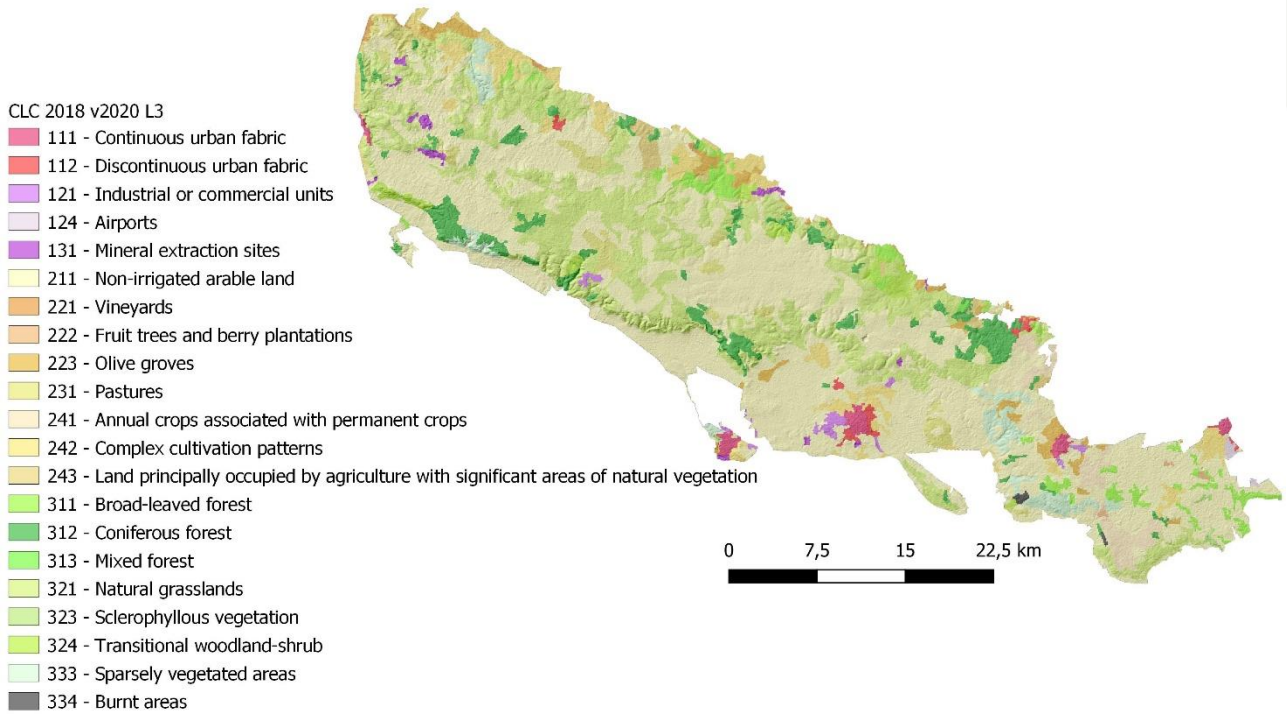 CLC 2018 v2020 L3
111 - Continuous urban fabric
112 - Discontinuous urban fabric
121 - Industrial or commercial units
124 - Airports
131 - Mineral extraction sites
211 - Non-irrigated arable land
221 - Vineyards
222 - Fruit trees and berry plantations
223 - Olive groves
231 - Pastures
241 - Annual crops associated with permanent crops
242 - Complex cultivation patterns
243 - Land principally occupied by agriculture with significant areas of natural vegetation
311 - Broad-leaved forest
312 - Coniferous forest
313 - Mixed forest
321 - Natural grasslands
323 - Sclerophyllous vegetation
324 - Transitional woodland-shrub
333 - Sparsely vegetated areas
334 - Burnt areas
0 7,5 15 22,5 km